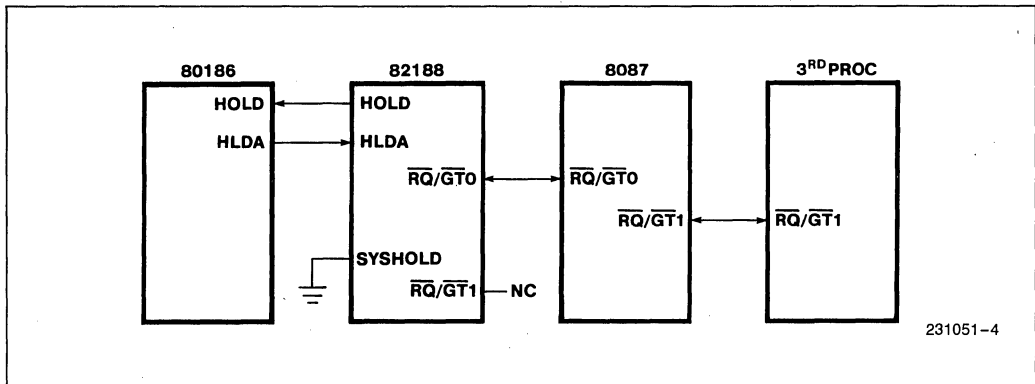 80186 82188 8087 3RD PROC
HOLD HOLD
HLDA HLDA
RQ/GT0 RQ/GT0
RQ/GT1 RQ/GT1
SYSHOLD
RQ/GT1 NC
231051-4